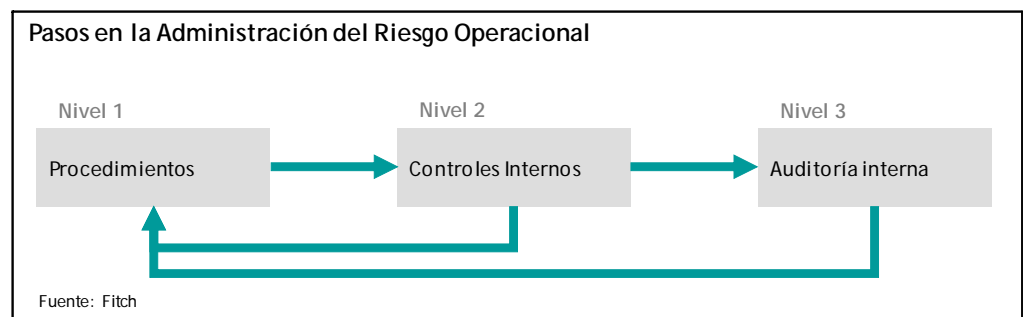 Pasos en la Administración del Riesgo Operacional
Nivel 1
Nivel 2
Nivel 3
Procedimientos
Controles Internos
Auditoría interna
Fuente: Fitch